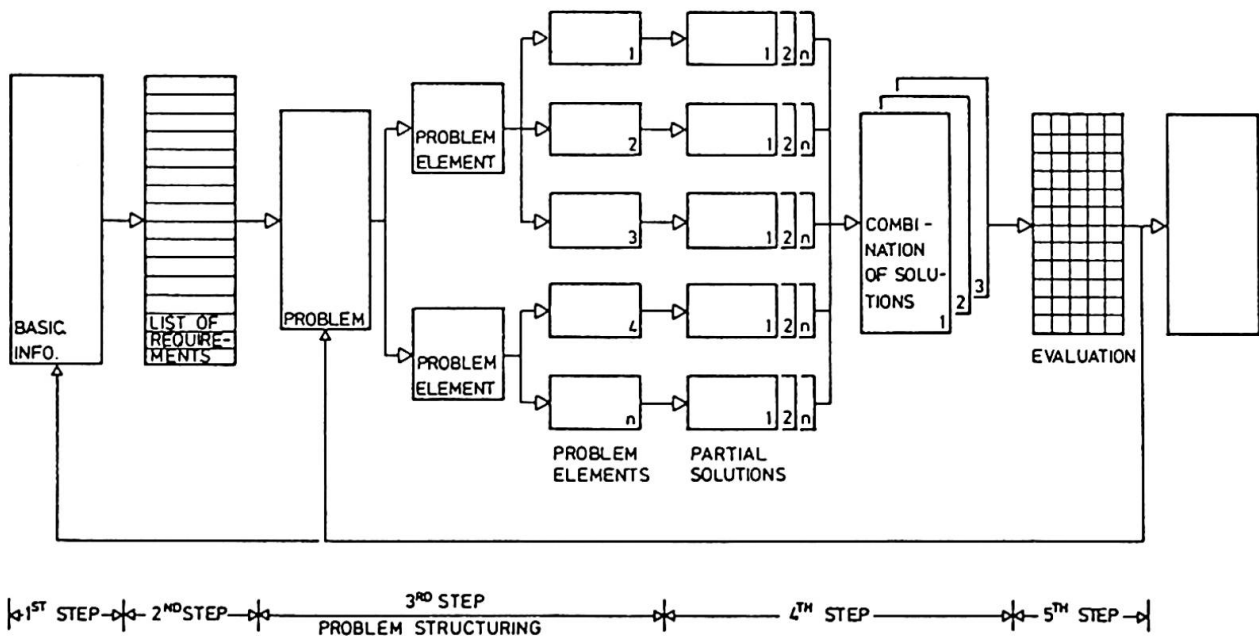 BASIC.
INFO.
LIST OF
REQUIRE-
MENTS
PROBLEM
PROBLEM
ELEMENT
PROBLEM
ELEMENT
1
2
3
4
n
PROBLEM
ELEMENTS
1 2 n
1 2 n
1 2 n
1 2 n
1 2 n
PARTIAL
SOLUTIONS
COMBI-
NATION
OF SOLU-
TIONS
1
2
3
EVALUATION
1ST STEP
2ND STEP
3RD STEP
PROBLEM STRUCTURING
4TH STEP
5TH STEP